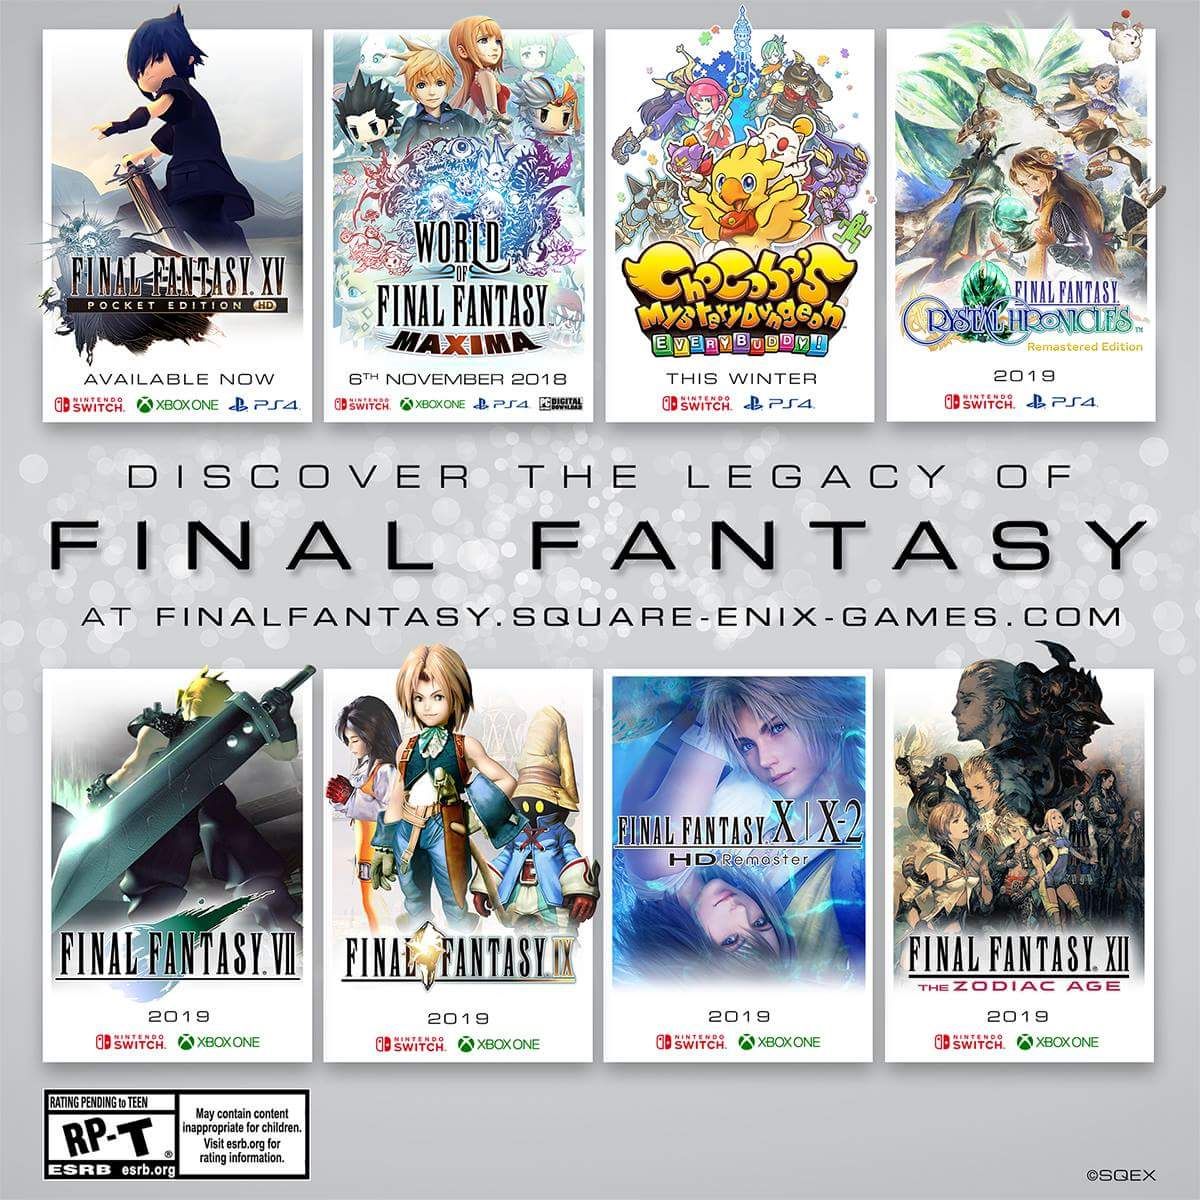 FINAL FANTASY XV
POCKET EDITION HD
AVAILABLE NOW
NINTENDO SWITCH. XBOX ONE PS4.
WORLD
OF
FINAL FANTASY
MAXIMA
6TH NOVEMBER 2018
NINTENDO SWITCH. XBOX ONE PS4. PC DIGITAL DOWNLOAD
Chocobo's
Mystery Dungeon
EVERY BUDDY!
THIS WINTER
NINTENDO SWITCH. PS4.
FINAL FANTASY.
CRYSTAL CHRONICLES™
Remastered Edition
2019
NINTENDO SWITCH. PS4.
DISCOVER THE LEGACY OF
FINAL FANTASY
AT FINALFANTASY.SQUARE-ENIX-GAMES.COM
FINAL FANTASY. VII
2019
NINTENDO SWITCH. XBOX ONE
FINAL FANTASY. IX
2019
NINTENDO SWITCH. XBOX ONE
FINAL FANTASY. X|X-2
HD Remaster
2019
NINTENDO SWITCH. XBOX ONE
FINAL FANTASY. XII
THE ZODIAC AGE
2019
NINTENDO SWITCH. XBOX ONE
RATING PENDING to TEEN
RP-T®
ESRB esrb.org
May contain content
inappropriate for children.
Visit esrb.org for
rating information.
©SQEX